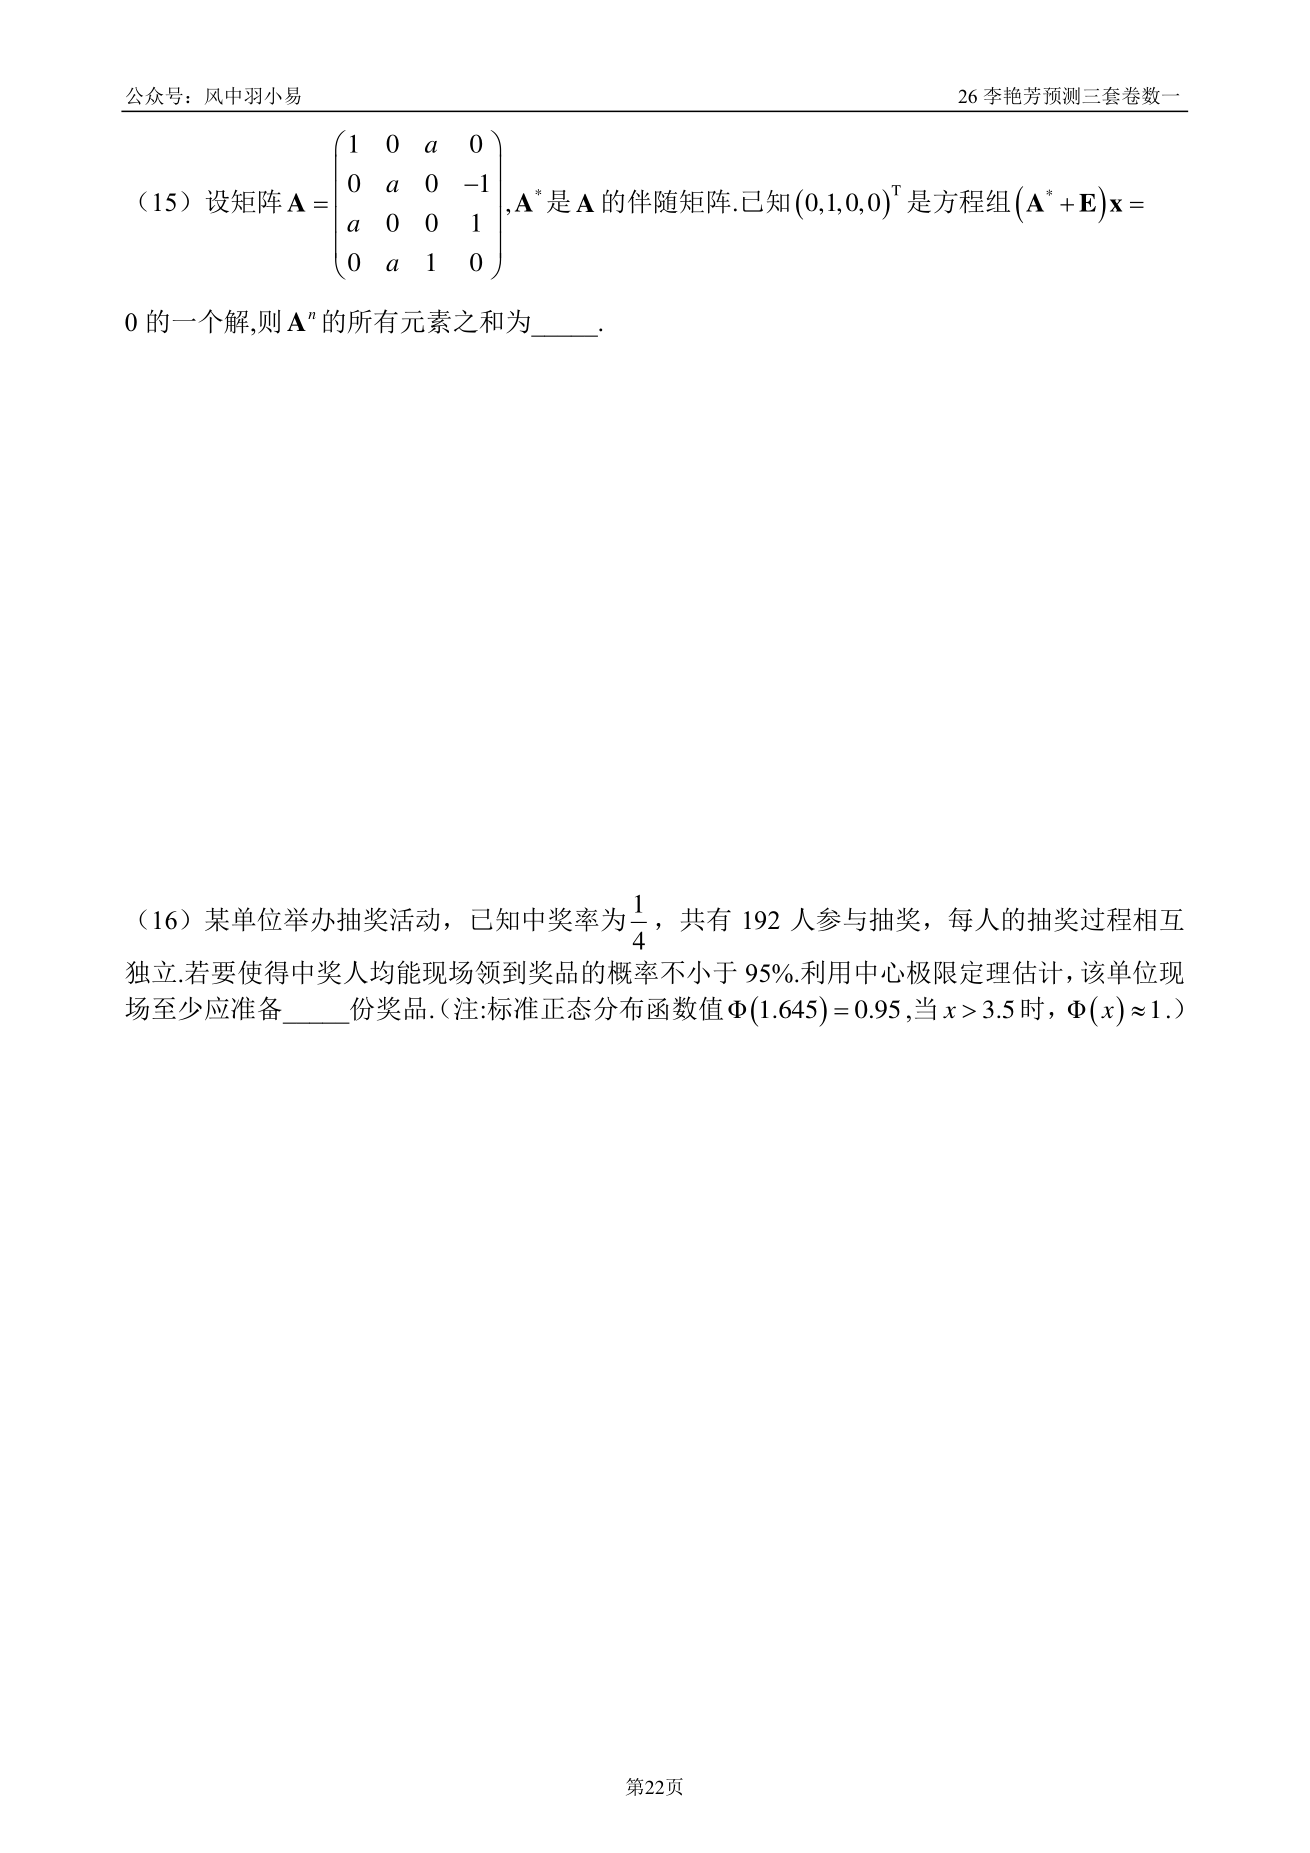 公众号：风中羽小易 26 李艳芳预测三套卷数一
（15）设矩阵 A = \begin{pmatrix} 1 & 0 & a & 0 \\ 0 & a & 0 & -1 \\ a & 0 & 0 & 1 \\ 0 & a & 1 & 0 \end{pmatrix}, A^* 是 A 的伴随矩阵.已知 (0,1,0,0)^T 是方程组 (A^* + E)x =
0 的一个解,则 A^n 的所有元素之和为_____.
（16）某单位举办抽奖活动，已知中奖率为 \frac{1}{4}，共有 192 人参与抽奖，每人的抽奖过程相互
独立.若要使得中奖人均能现场领到奖品的概率不小于 95%.利用中心极限定理估计，该单位现
场至少应准备_____份奖品.（注:标准正态分布函数值 Φ(1.645) = 0.95 ,当 x > 3.5 时，Φ(x) ≈ 1 .）
第22页